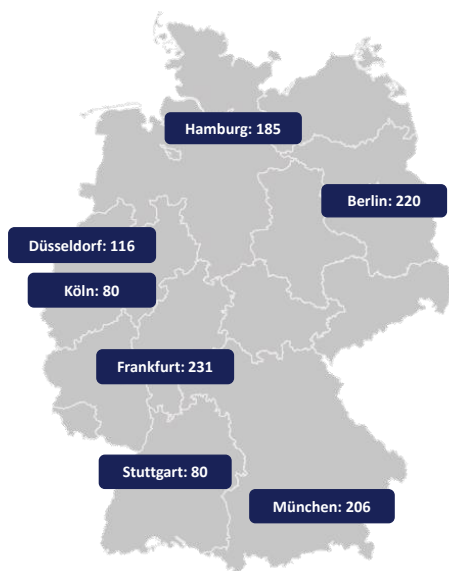 Hamburg: 185
Berlin: 220
Düsseldorf: 116
Köln: 80
Frankfurt: 231
Stuttgart: 80
München: 206